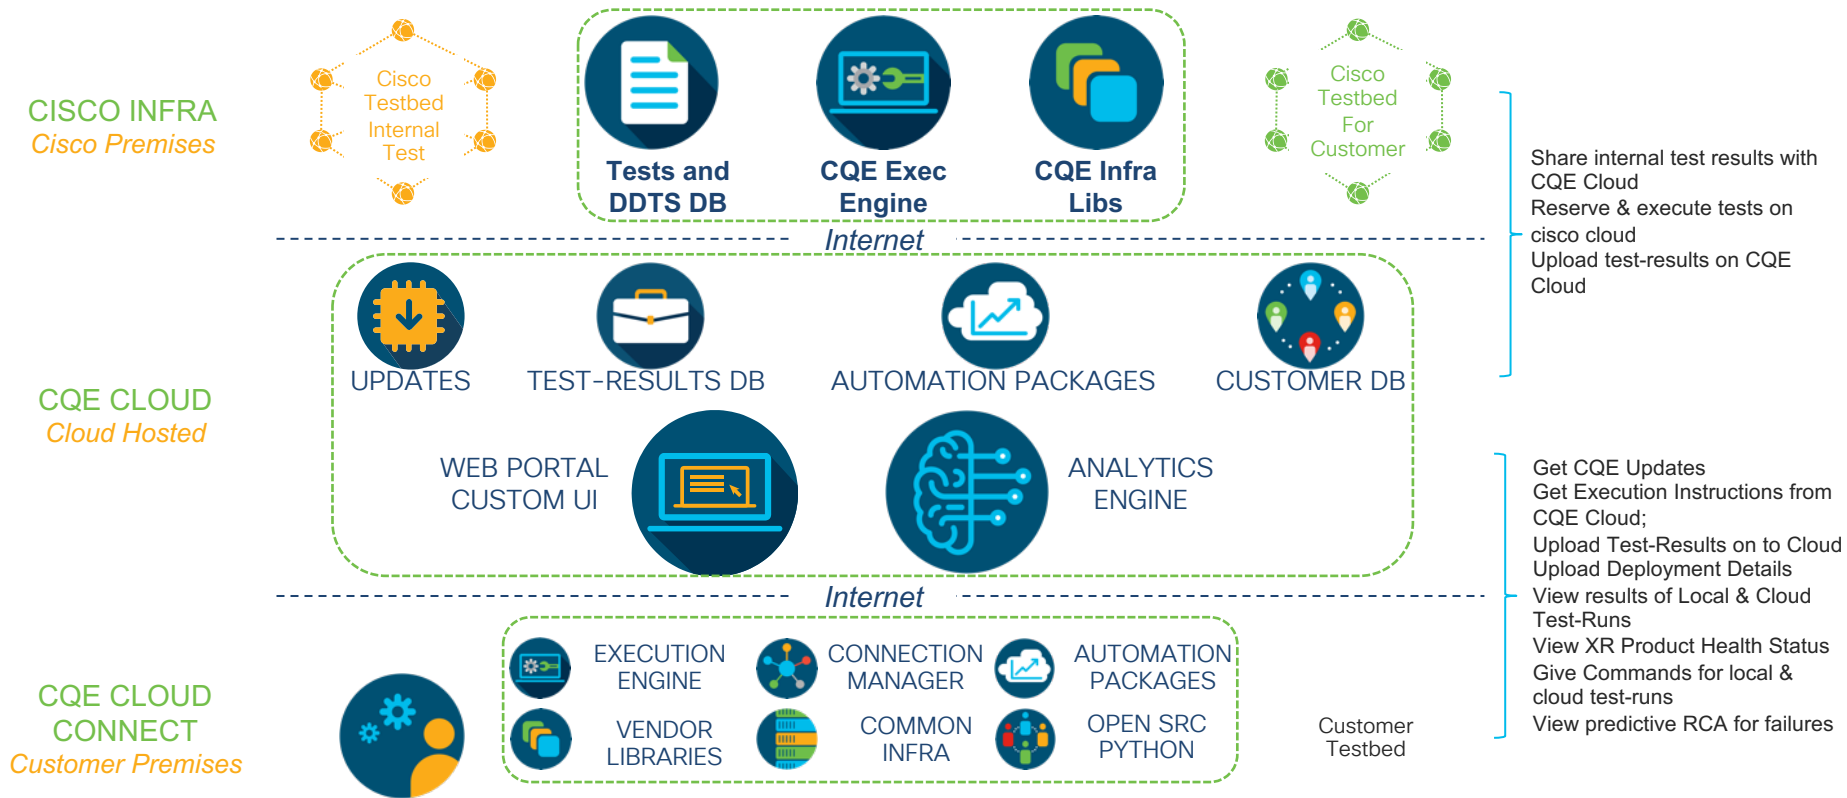 CISCO INFRA
Cisco Premises
Cisco
Testbed
Internal
Test
Tests and
DDTS DB
CQE Exec
Engine
CQE Infra
Libs
Cisco
Testbed
For
Customer
Share internal test results with
CQE Cloud
Reserve & execute tests on
cisco cloud
Upload test-results on CQE
Cloud
Internet
CQE CLOUD
Cloud Hosted
UPDATES
TEST-RESULTS DB
AUTOMATION PACKAGES
CUSTOMER DB
WEB PORTAL
CUSTOM UI
ANALYTICS
ENGINE
Get CQE Updates
Get Execution Instructions from
CQE Cloud;
Upload Test-Results on to Cloud
Upload Deployment Details
View results of Local & Cloud
Test-Runs
View XR Product Health Status
Give Commands for local &
cloud test-runs
View predictive RCA for failures
Internet
CQE CLOUD
CONNECT
Customer Premises
EXECUTION
ENGINE
CONNECTION
MANAGER
AUTOMATION
PACKAGES
VENDOR
LIBRARIES
COMMON
INFRA
OPEN SRC
PYTHON
Customer
Testbed